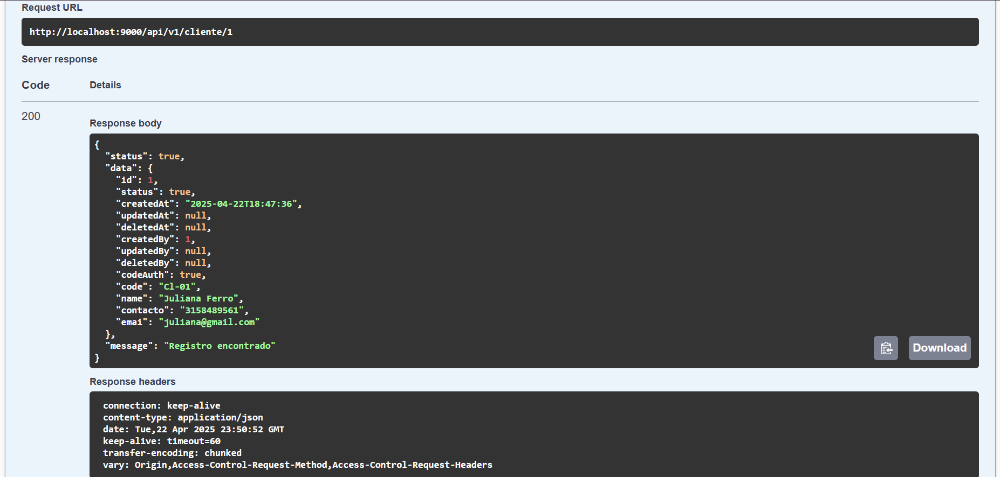 Request URL
http://localhost:9000/api/v1/cliente/1
Server response
Code Details
200
Response body
{
"status": true,
"data": {
"id": 1,
"status": true,
"createdAt": "2025-04-22T18:47:36",
"updatedAt": null,
"deletedAt": null,
"createdBy": 1,
"updatedBy": null,
"deletedBy": null,
"codeAuth": true,
"code": "Cl-01",
"name": "Juliana Ferro",
"contacto": "3158489561",
"emai": "juliana@gmail.com"
},
"message": "Registro encontrado"
}
Download
Response headers
connection: keep-alive
content-type: application/json
date: Tue,22 Apr 2025 23:50:52 GMT
keep-alive: timeout=60
transfer-encoding: chunked
vary: Origin,Access-Control-Request-Method,Access-Control-Request-Headers